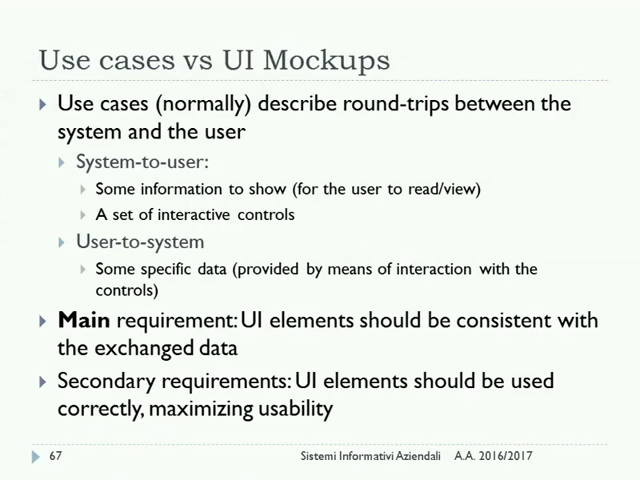 Use cases vs UI Mockups
Use cases (normally) describe round-trips between the
system and the user
System-to-user:
Some information to show (for the user to read/view)
A set of interactive controls
User-to-system
Some specific data (provided by means of interaction with the
controls)
Main requirement: UI elements should be consistent with
the exchanged data
Secondary requirements: UI elements should be used
correctly, maximizing usability
67 Sistemi Informativi Aziendali A.A. 2016/2017